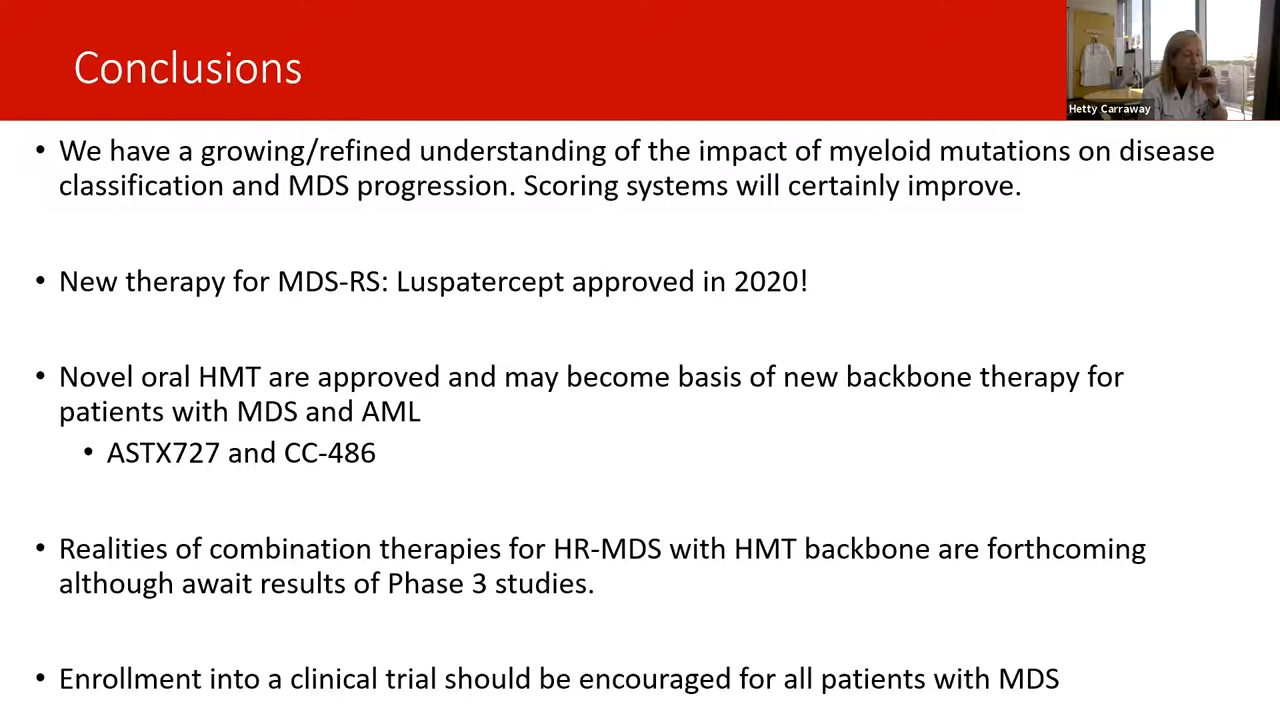 Conclusions
Hetty Carraway
• We have a growing/refined understanding of the impact of myeloid mutations on disease
classification and MDS progression. Scoring systems will certainly improve.
• New therapy for MDS-RS: Luspatercept approved in 2020!
• Novel oral HMT are approved and may become basis of new backbone therapy for
patients with MDS and AML
• ASTX727 and CC-486
• Realities of combination therapies for HR-MDS with HMT backbone are forthcoming
although await results of Phase 3 studies.
• Enrollment into a clinical trial should be encouraged for all patients with MDS